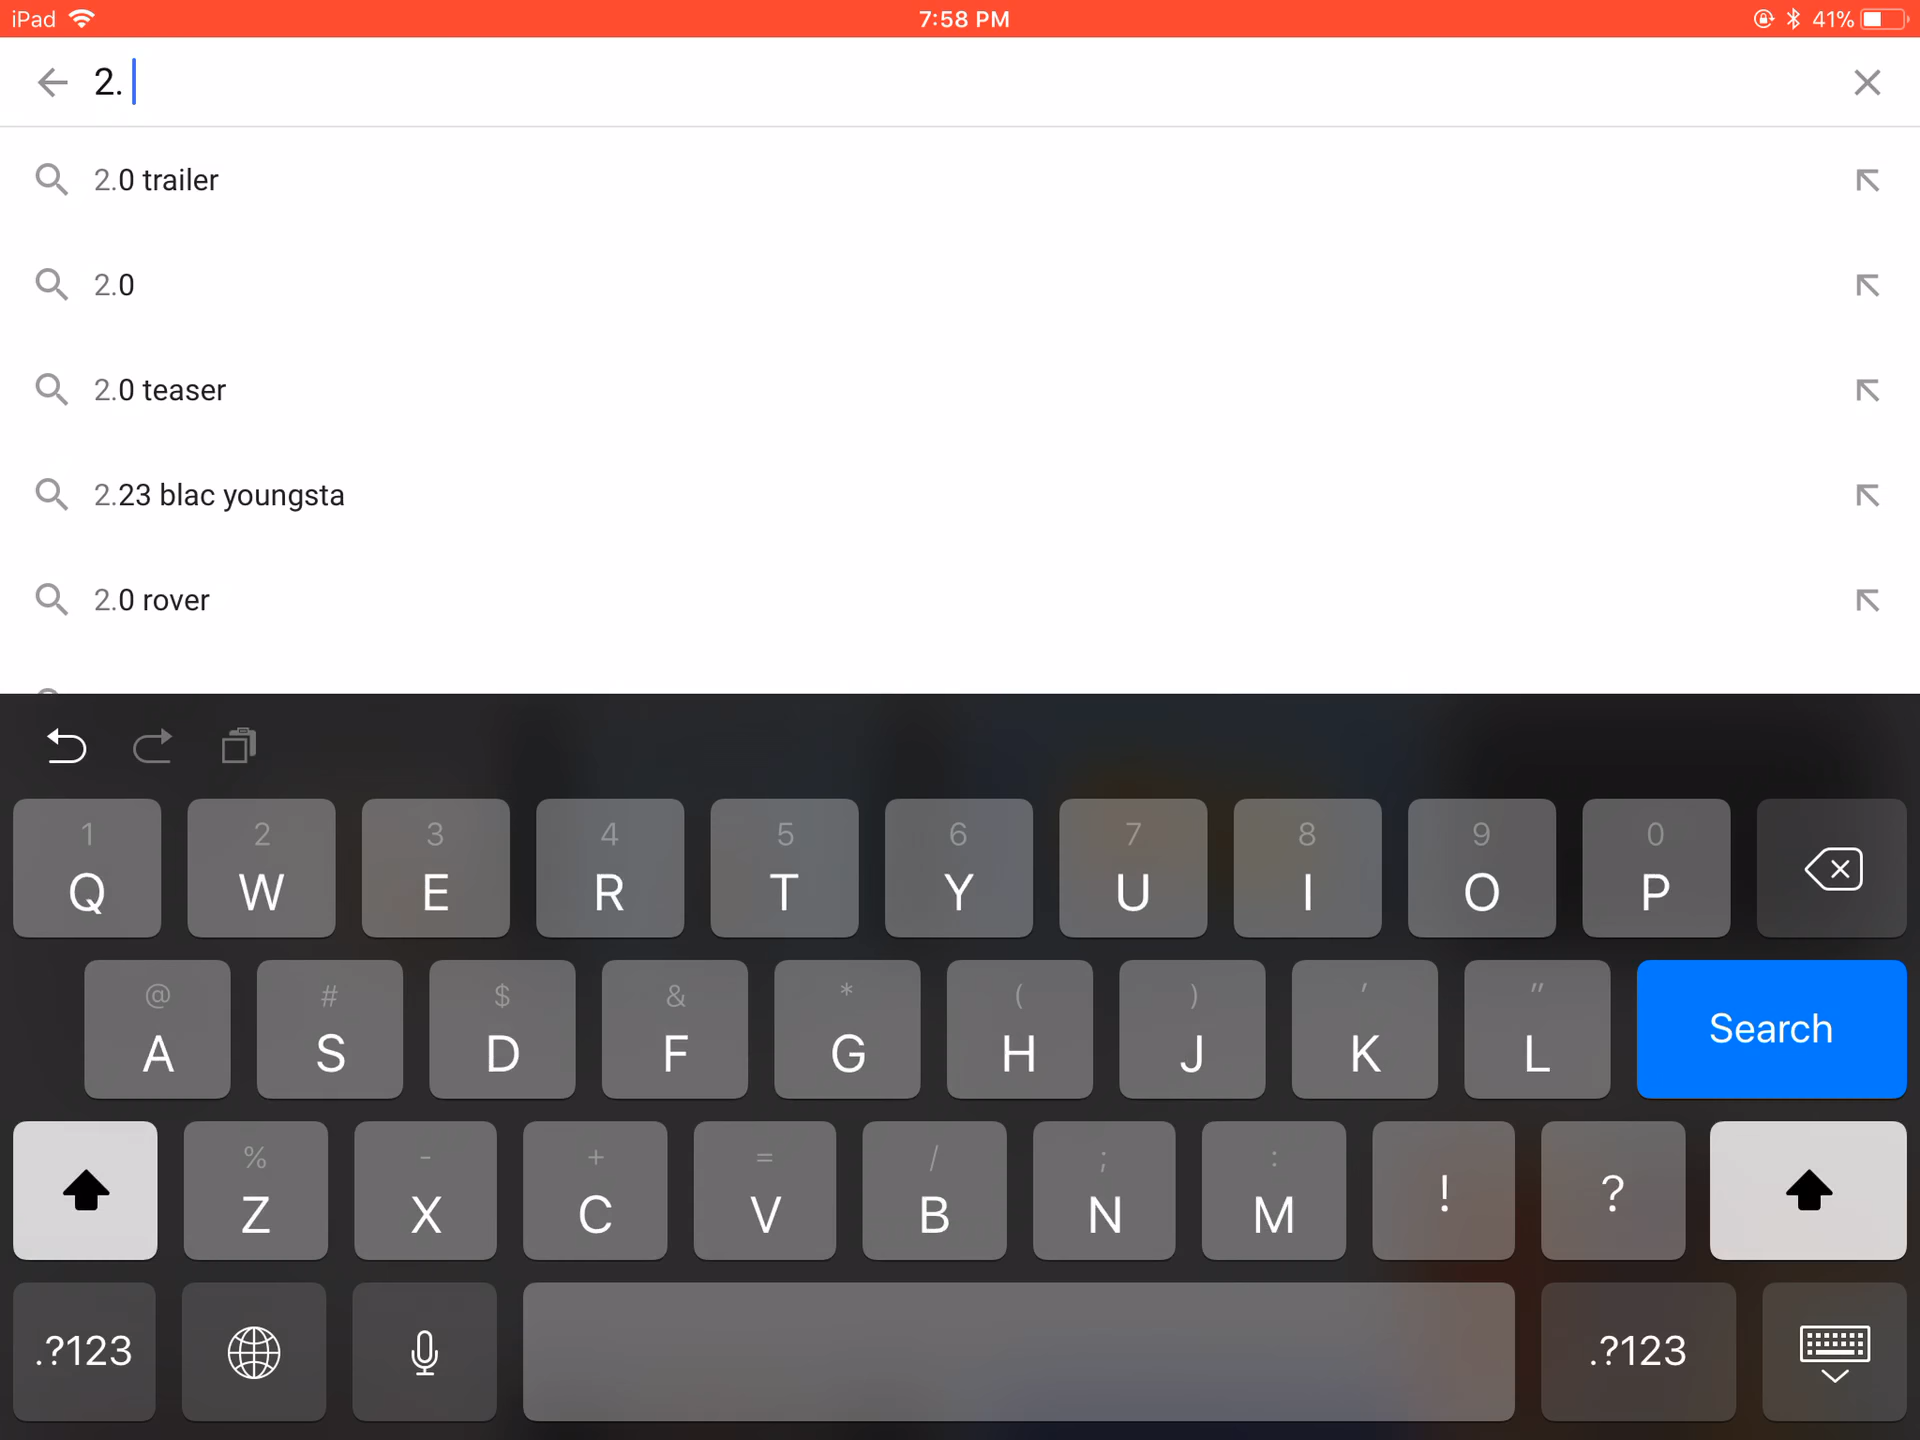 iPad 7:58 PM 41%
2.
2.0 trailer
2.0
2.0 teaser
2.23 blac youngsta
2.0 rover
1 2 3 4 5 6 7 8 9 0
Q W E R T Y U I O P
@ # $ & * ( ) ' "
A S D F G H J K L Search
% - + = / ; :
Z X C V B N M ! ?
.?123 .?123